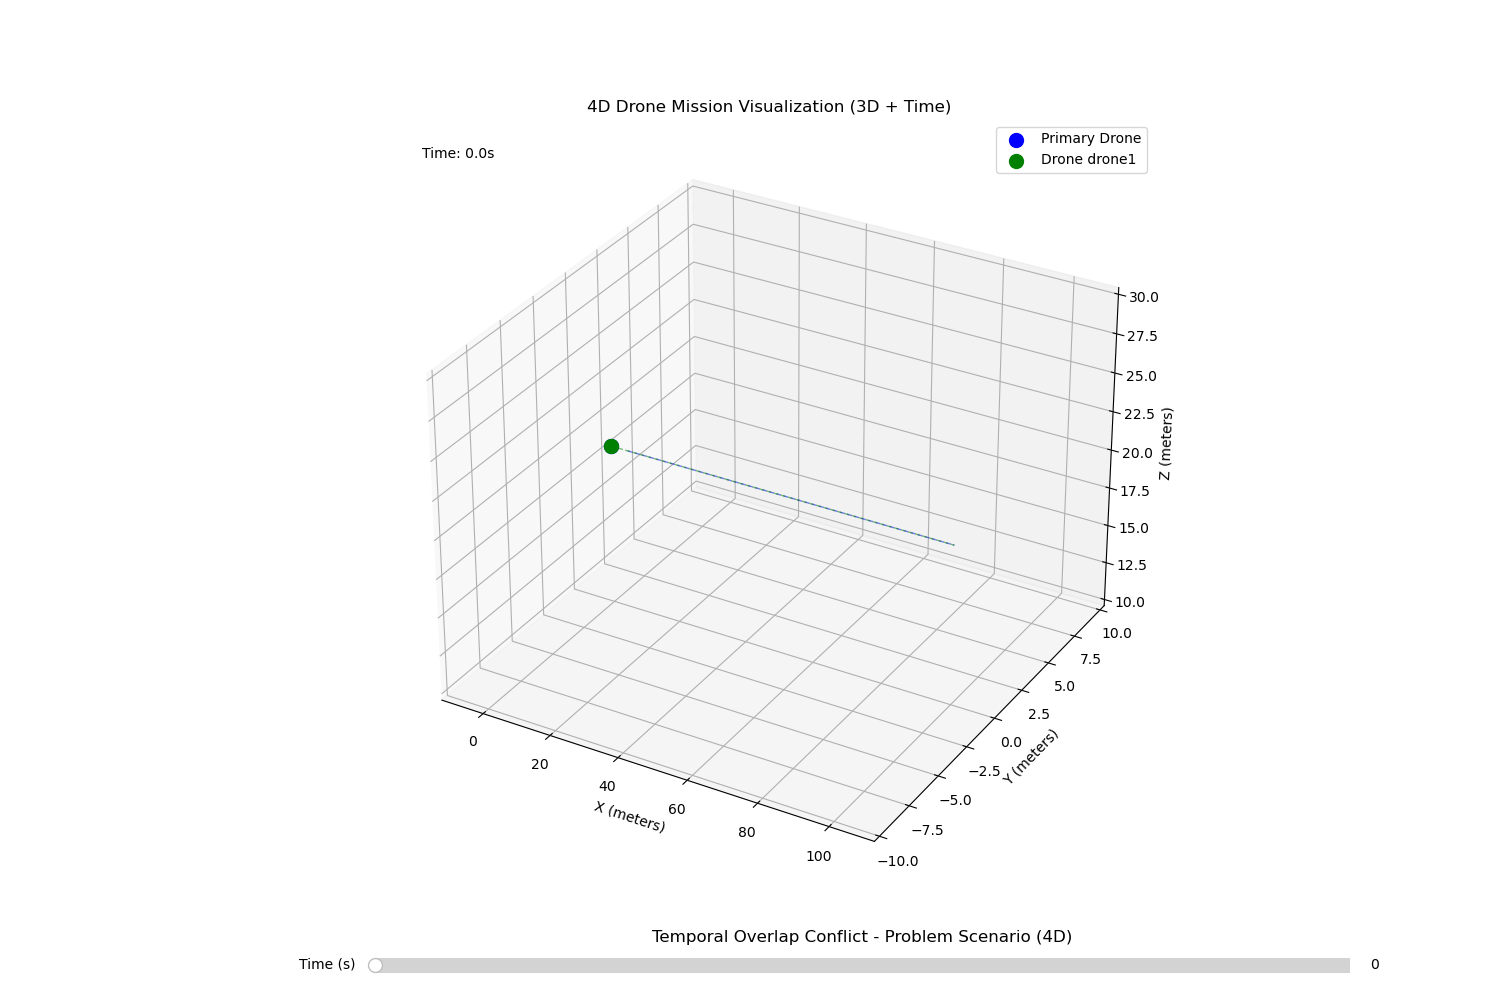 4D Drone Mission Visualization (3D + Time)
Time: 0.0s
Primary Drone
Drone drone1
30.0
27.5
25.0
22.5
20.0
17.5
15.0
12.5
10.0
Z (meters)
10.0
7.5
5.0
2.5
0.0
−2.5
−5.0
−7.5
−10.0
Y (meters)
0
20
40
60
80
100
X (meters)
Temporal Overlap Conflict - Problem Scenario (4D)
Time (s)
0